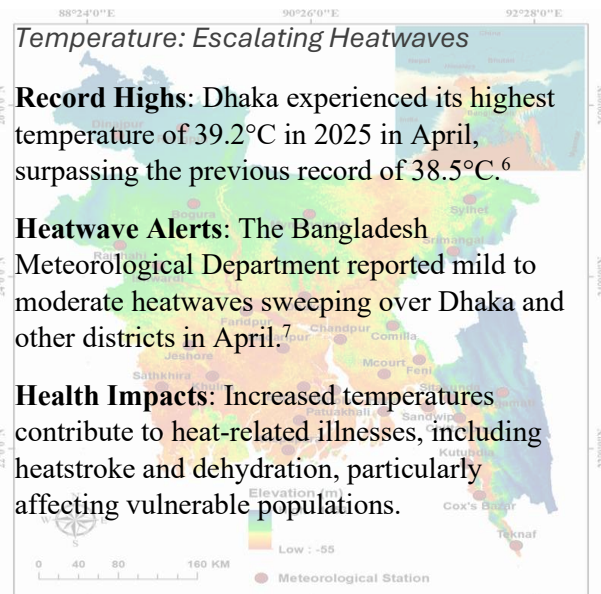 88°24'0"E 90°26'0"E 92°28'0"E
Temperature: Escalating Heatwaves
Record Highs: Dhaka experienced its highest
temperature of 39.2°C in 2025 in April,
surpassing the previous record of 38.5°C.⁶
Dinajpur
Heatwave Alerts: The Bangladesh
Meteorological Department reported mild to
moderate heatwaves sweeping over Dhaka and
other districts in April.⁷
Bogura
Sylhet
Srimangal
Rajshahi
Faridpur
Chandpur
Comilla
Jeshore
Mcourt
Feni
Sathkhira
Health Impacts: Increased temperatures
contribute to heat-related illnesses, including
heatstroke and dehydration, particularly
affecting vulnerable populations.
Sitakunda
Patuakhali
Sandwip
Kutubdia
Elevation (m)
Cox's Bazar
Teknaf
W
S
Low : -55
0 40 80 160 KM
Meteorological Station